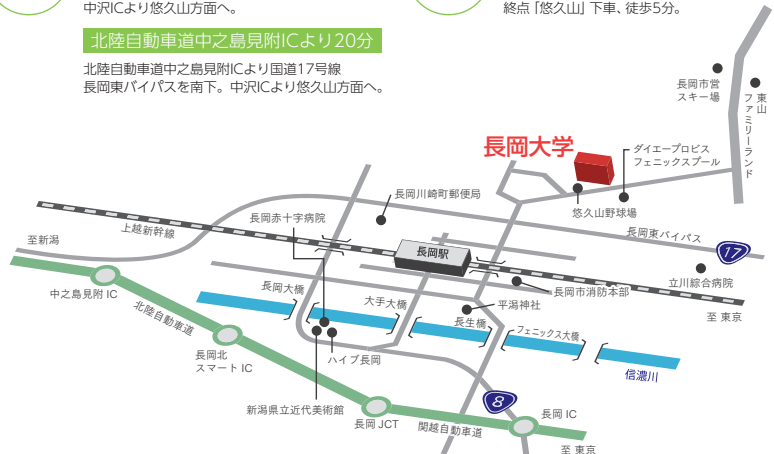 中沢ICより悠久山方面へ。
終点「悠久山」下車、徒歩5分。
北陸自動車道中之島見附ICより20分
北陸自動車道中之島見附ICより国道17号線
長岡東バイパスを南下。中沢ICより悠久山方面へ。
長岡市営
スキー場
東山
ファミリーランド
長岡大学
ダイエープロビス
フェニックスプール
悠久山野球場
長岡川崎町郵便局
長岡赤十字病院
上越新幹線
至新潟
長岡駅
長岡東バイパス
17
立川綜合病院
中之島見附 IC
長岡大橋
大手大橋
長岡市消防本部
平潟神社
至 東京
北陸自動車道
長生橋
フェニックス大橋
長岡北
スマート IC
ハイブ長岡
信濃川
新潟県立近代美術館
8
長岡 JCT
関越自動車道
長岡 IC
至 東京